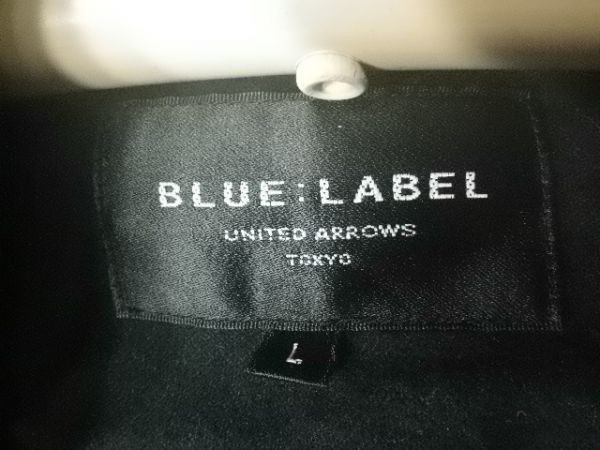 BLUE:LABEL
UNITED ARROWS
TOKYO
L